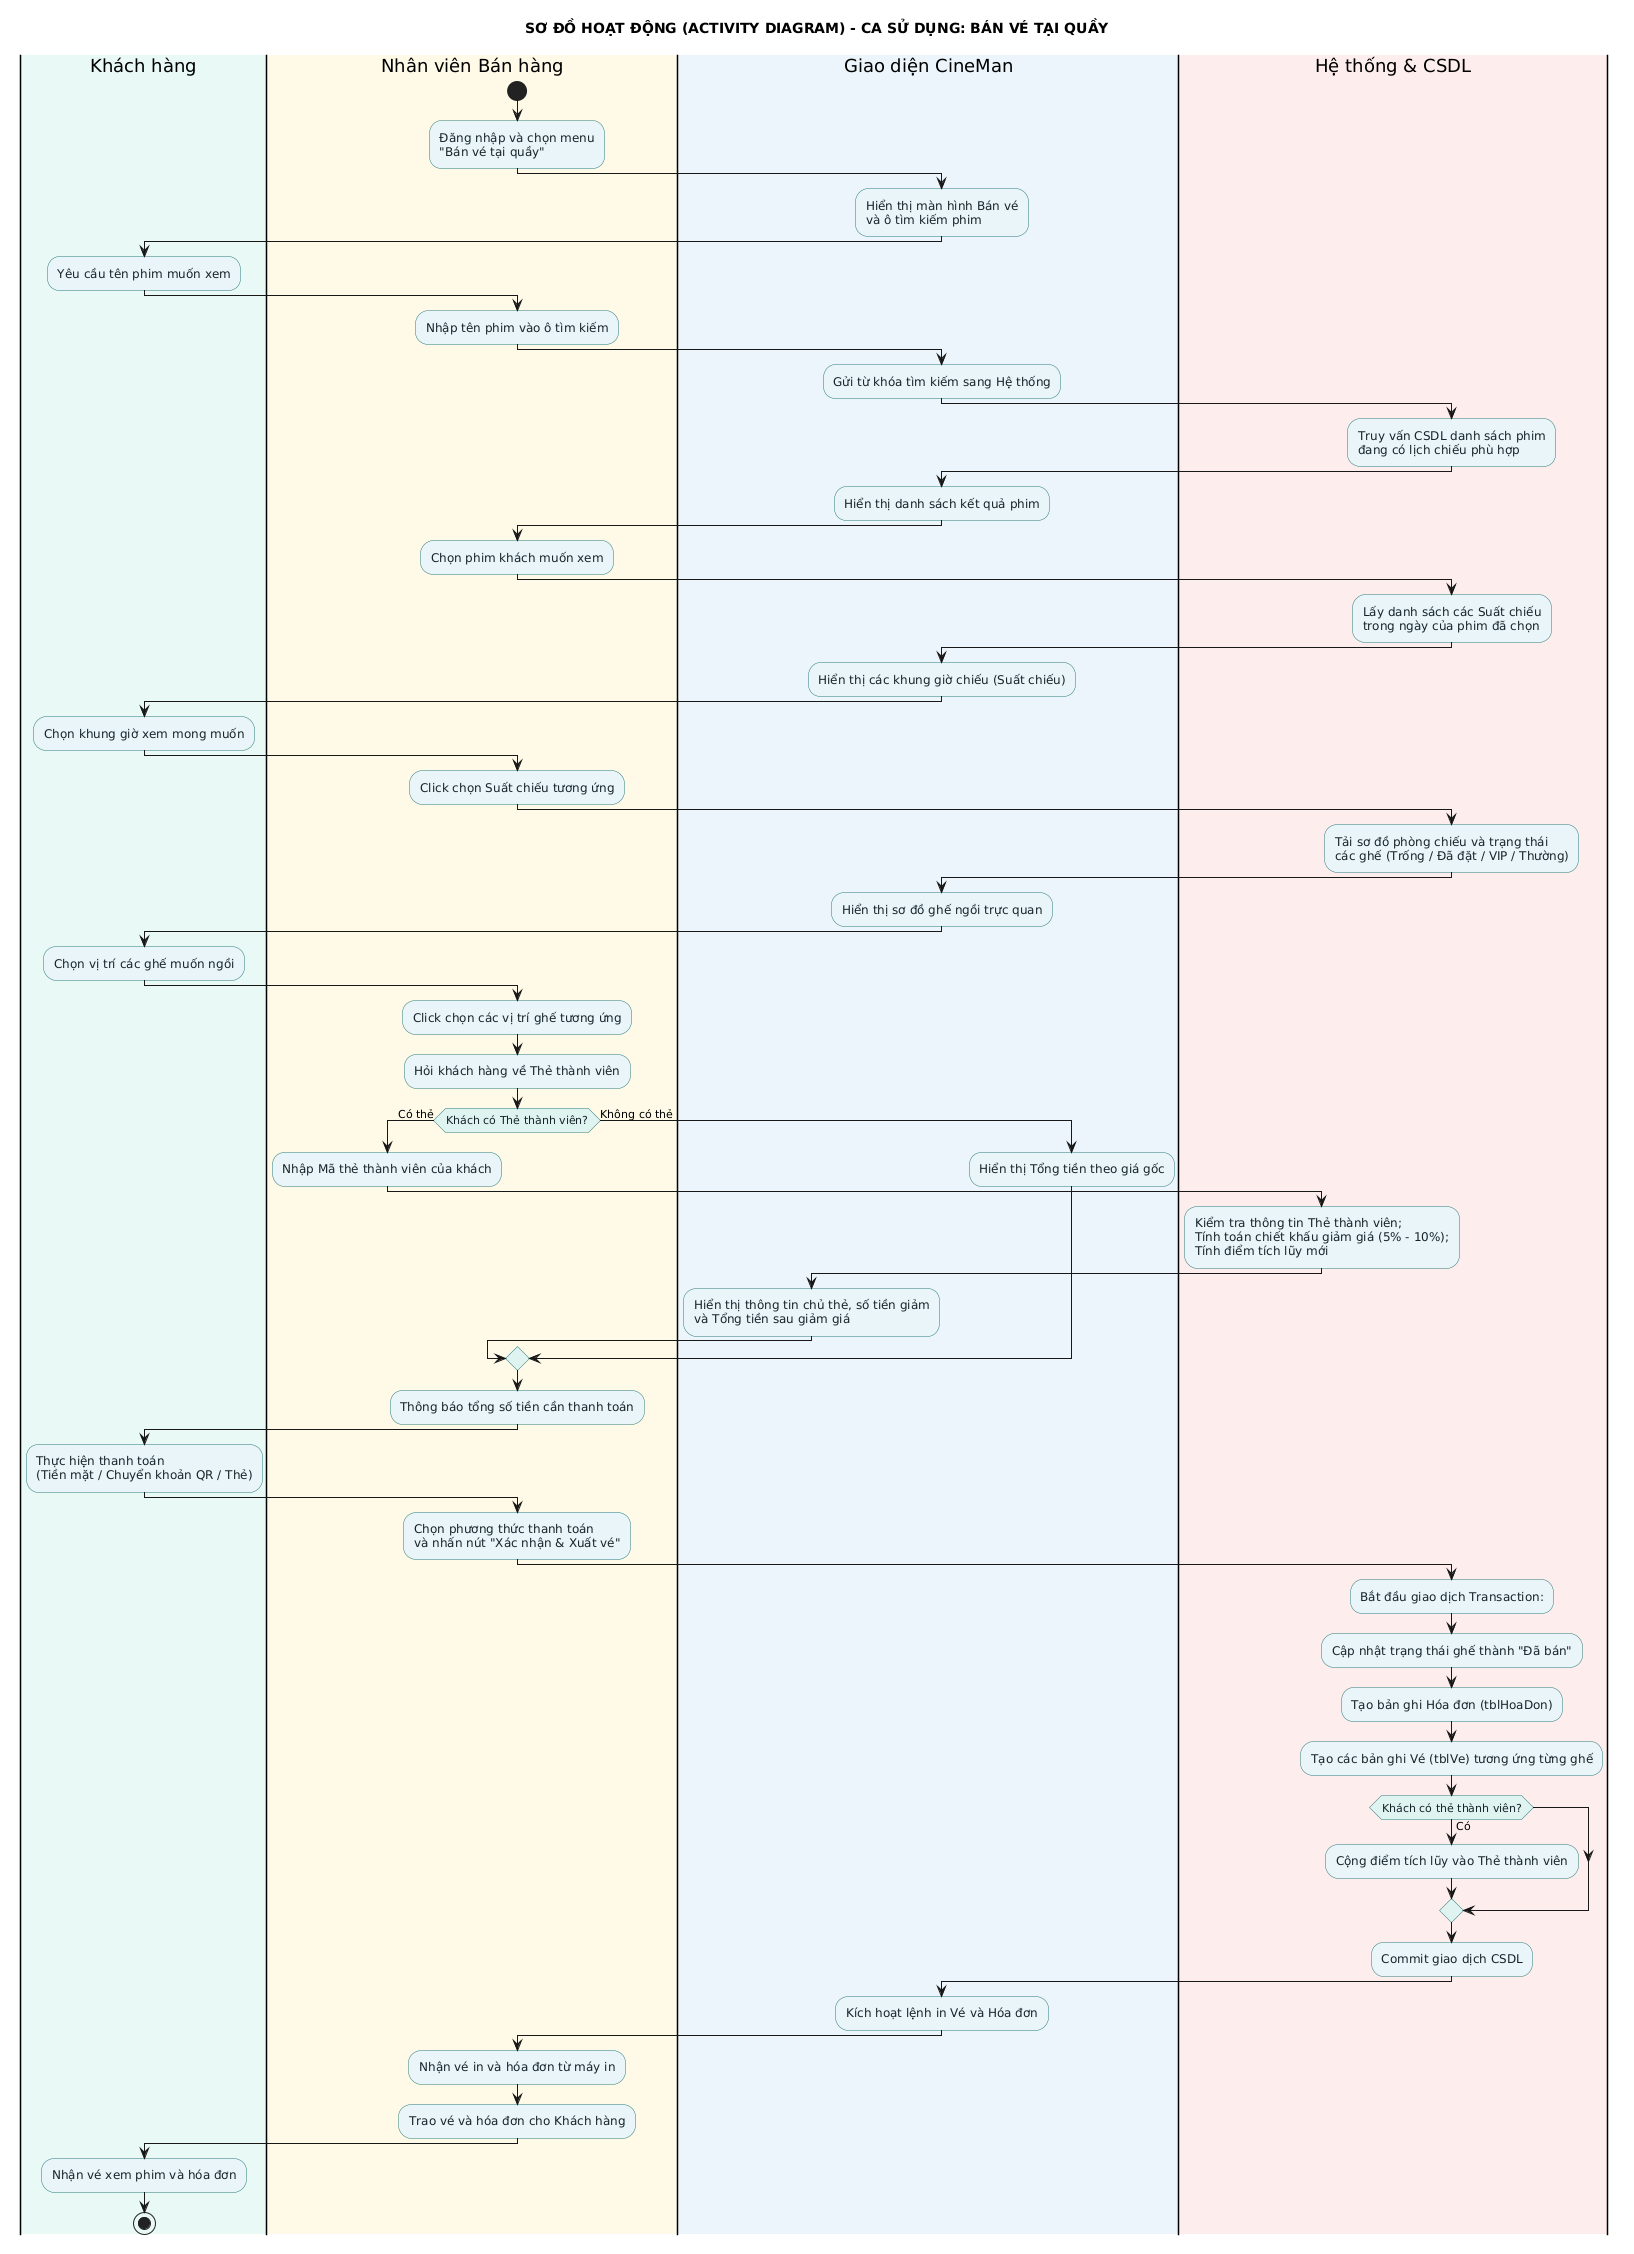 SƠ ĐỒ HOẠT ĐỘNG (ACTIVITY DIAGRAM) - CA SỬ DỤNG: BÁN VÉ TẠI QUẦY
Khách hàng
Nhân viên Bán hàng
Giao diện CineMan
Hệ thống & CSDL
Đăng nhập và chọn menu
"Bán vé tại quầy"
Hiển thị màn hình Bán vé
và ô tìm kiếm phim
Yêu cầu tên phim muốn xem
Nhập tên phim vào ô tìm kiếm
Gửi từ khóa tìm kiếm sang Hệ thống
Truy vấn CSDL danh sách phim
đang có lịch chiếu phù hợp
Hiển thị danh sách kết quả phim
Chọn phim khách muốn xem
Lấy danh sách các Suất chiếu
trong ngày của phim đã chọn
Hiển thị các khung giờ chiếu (Suất chiếu)
Chọn khung giờ xem mong muốn
Click chọn Suất chiếu tương ứng
Tải sơ đồ phòng chiếu và trạng thái
các ghế (Trống / Đã đặt / VIP / Thường)
Hiển thị sơ đồ ghế ngồi trực quan
Chọn vị trí các ghế muốn ngồi
Click chọn các vị trí ghế tương ứng
Hỏi khách hàng về Thẻ thành viên
Có thẻ
Khách có Thẻ thành viên?
Không có thẻ
Nhập Mã thẻ thành viên của khách
Hiển thị Tổng tiền theo giá gốc
Kiểm tra thông tin Thẻ thành viên;
Tính toán chiết khấu giảm giá (5% - 10%);
Tính điểm tích lũy mới
Hiển thị thông tin chủ thẻ, số tiền giảm
và Tổng tiền sau giảm giá
Thông báo tổng số tiền cần thanh toán
Thực hiện thanh toán
(Tiền mặt / Chuyển khoản QR / Thẻ)
Chọn phương thức thanh toán
và nhấn nút "Xác nhận & Xuất vé"
Bắt đầu giao dịch Transaction:
Cập nhật trạng thái ghế thành "Đã bán"
Tạo bản ghi Hóa đơn (tblHoaDon)
Tạo các bản ghi Vé (tblVe) tương ứng từng ghế
Khách có thẻ thành viên?
Có
Cộng điểm tích lũy vào Thẻ thành viên
Commit giao dịch CSDL
Kích hoạt lệnh in Vé và Hóa đơn
Nhận vé in và hóa đơn từ máy in
Trao vé và hóa đơn cho Khách hàng
Nhận vé xem phim và hóa đơn